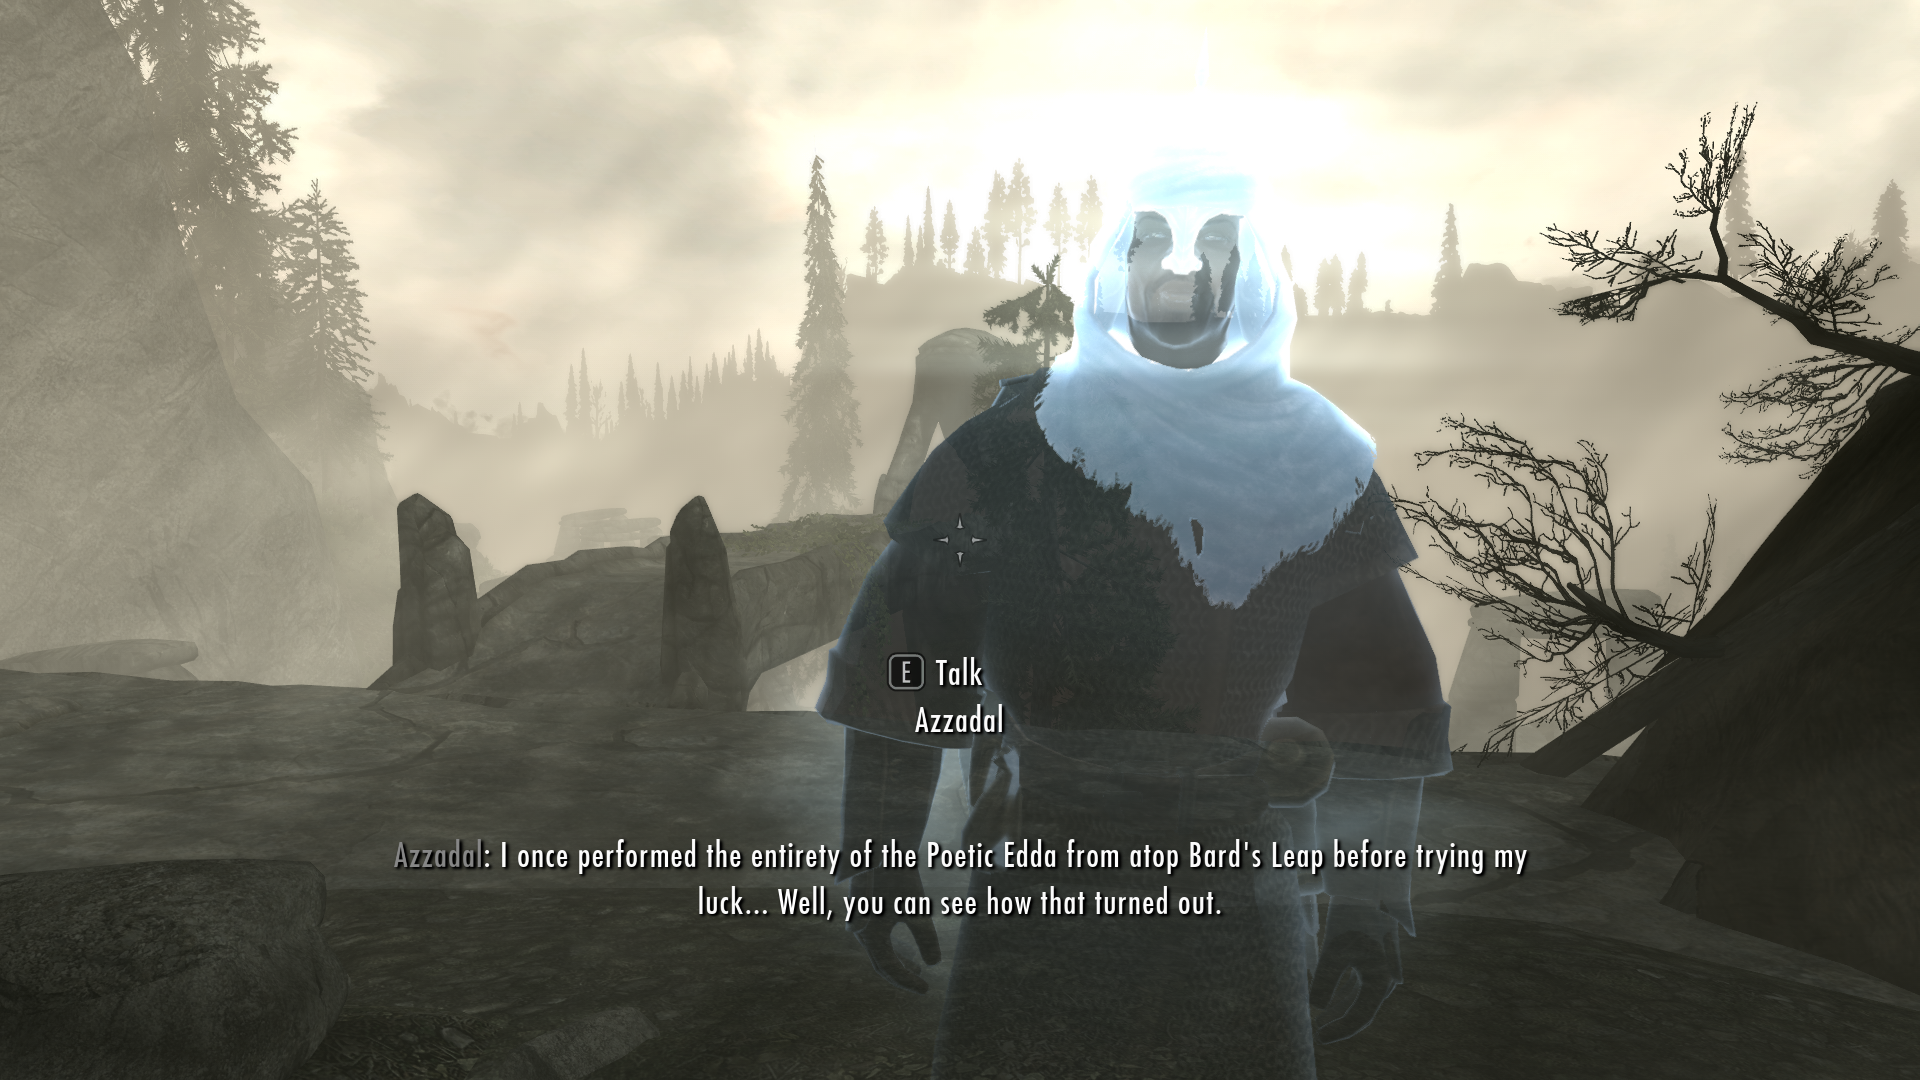 E Talk
Azzadal
Azzadal: I once performed the entirety of the Poetic Edda from atop Bard's Leap before trying my
luck... Well, you can see how that turned out.